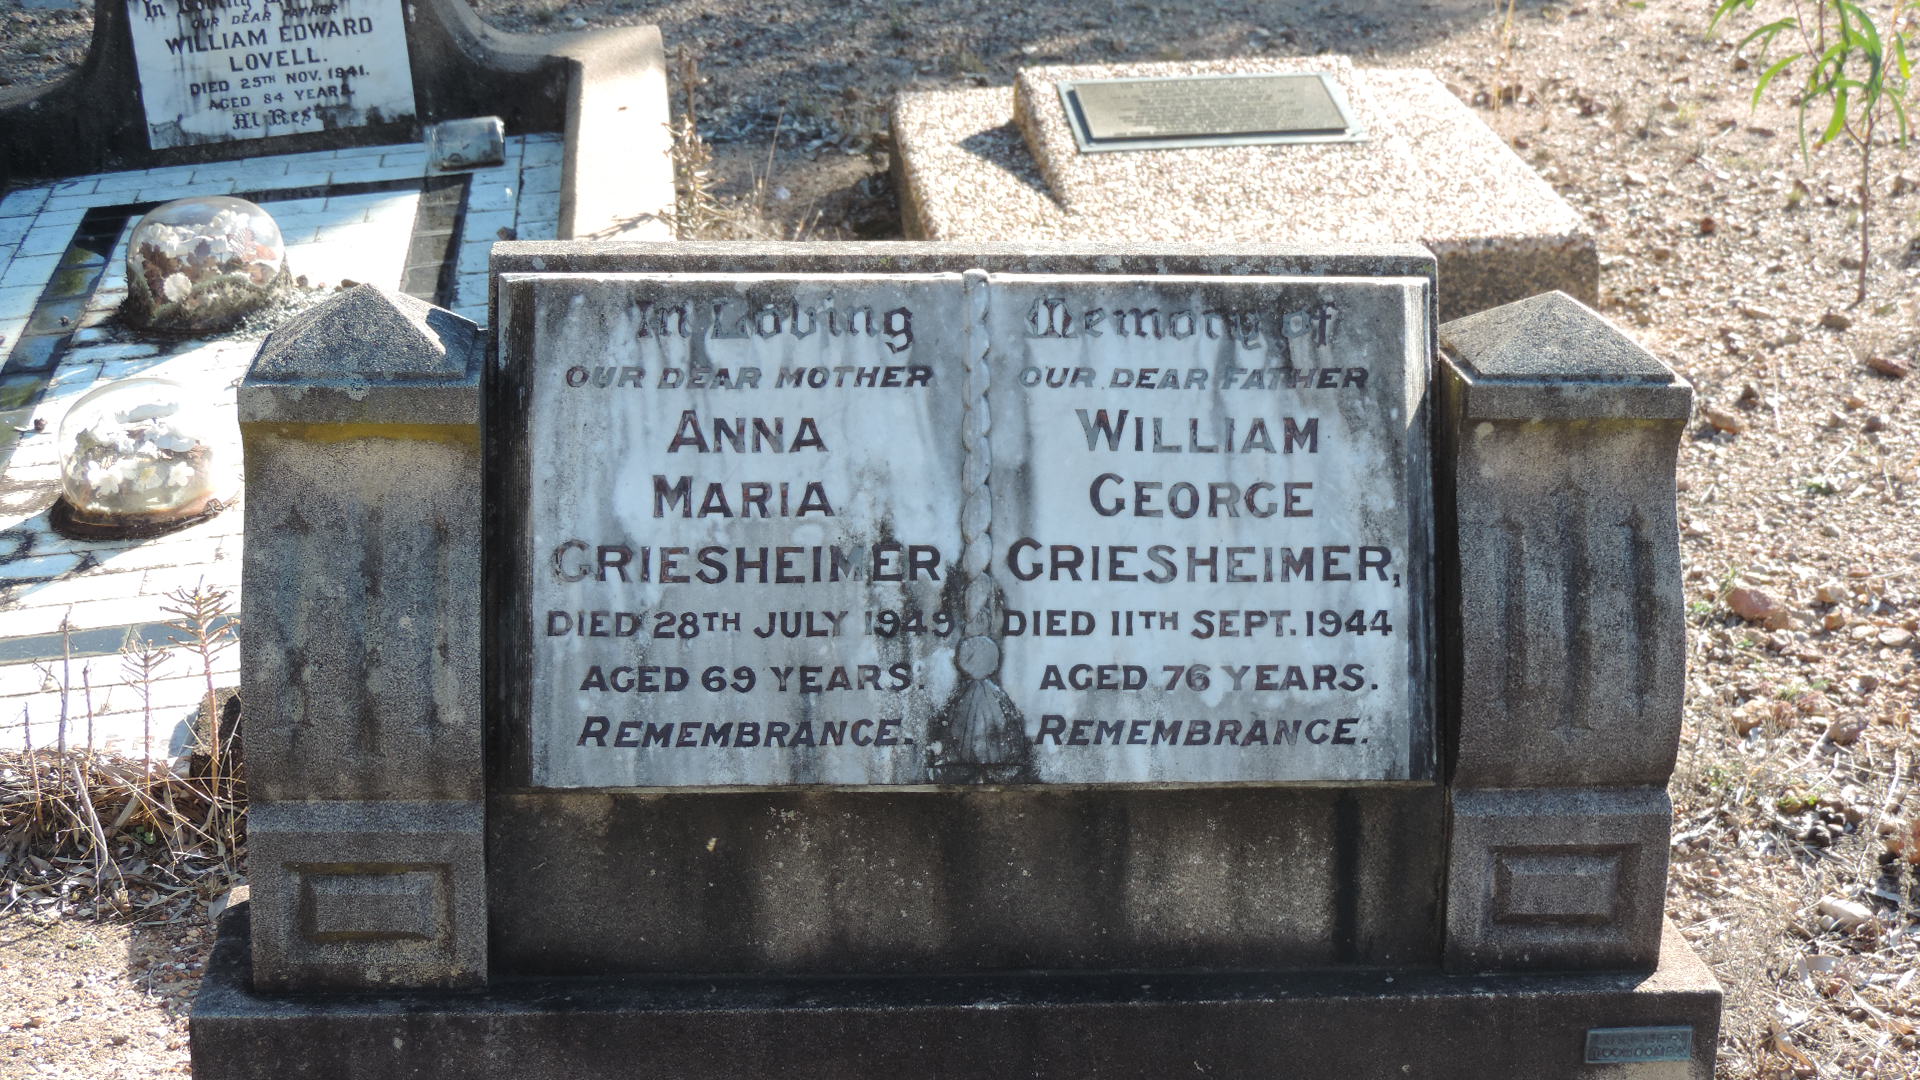 In Loving
OUR DEAR FATHER
WILLIAM EDWARD
LOVELL.
DIED 25TH NOV. 1941.
AGED 84 YEARS.
At Rest
In Loving Memory of
OUR DEAR MOTHER
ANNA
MARIA
GRIESHEIMER
DIED 28TH JULY 1949
AGED 69 YEARS.
REMEMBRANCE.
OUR DEAR FATHER
WILLIAM
GEORGE
GRIESHEIMER,
DIED 11TH SEPT. 1944
AGED 76 YEARS.
REMEMBRANCE.